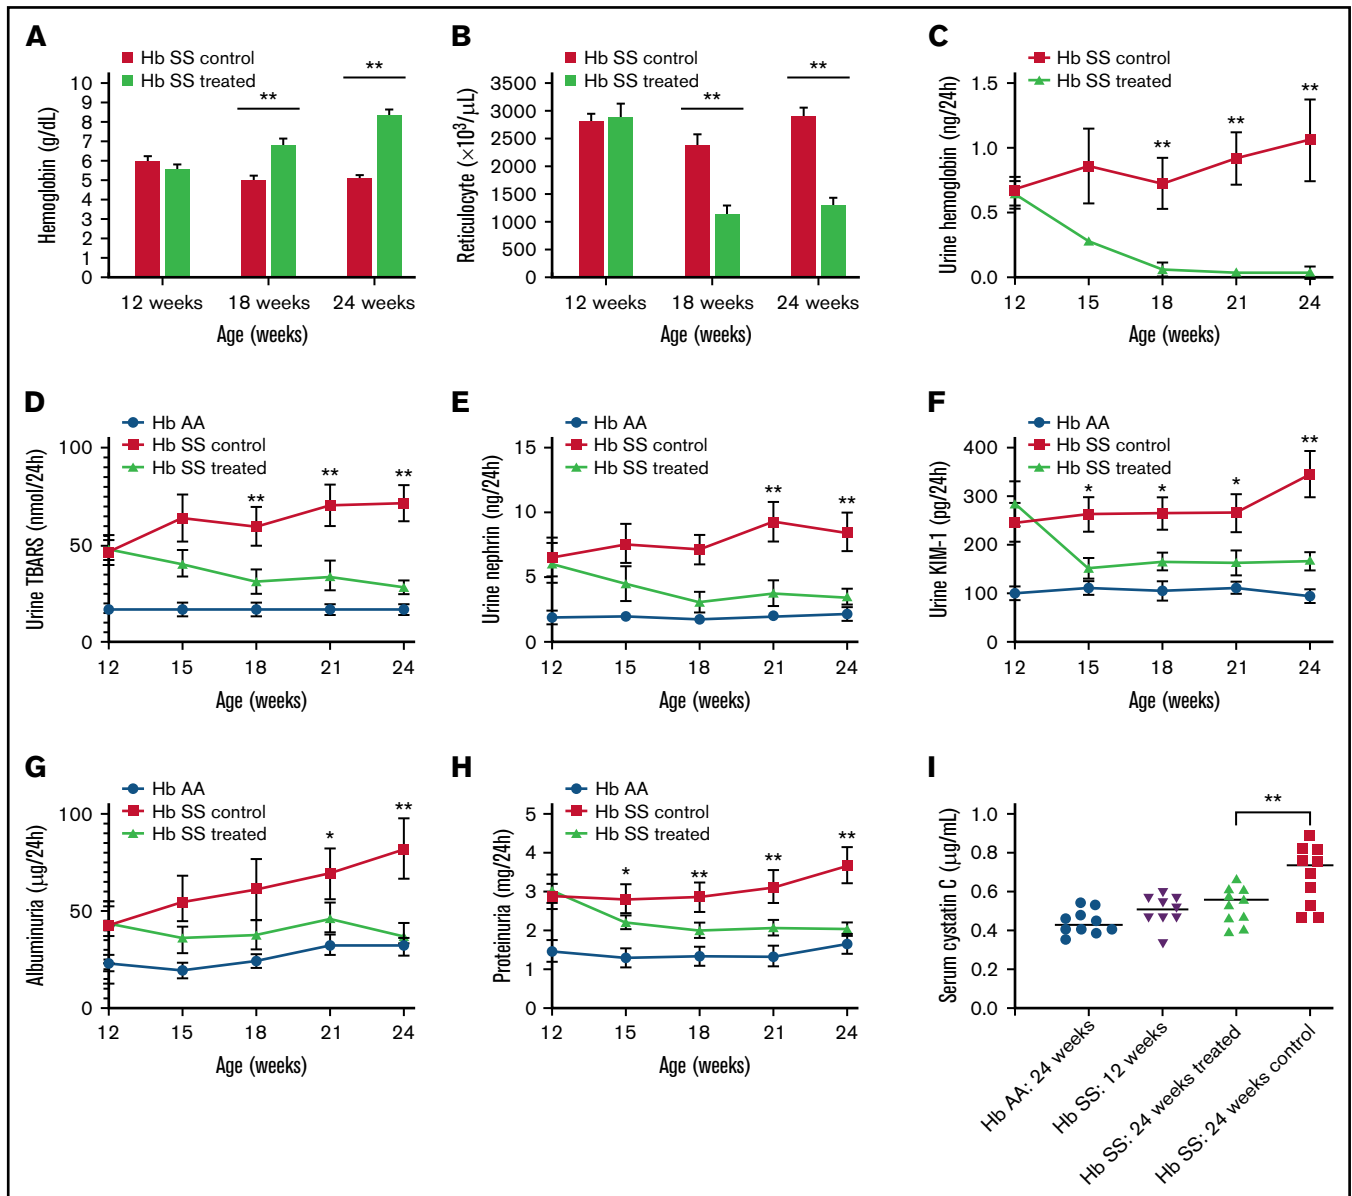 A
Hb SS control
Hb SS treated
Hemoglobin (g/dL)
10
9
8
7
6
5
4
3
2
1
0
**
**
12 weeks
18 weeks
24 weeks
Age (weeks)
B
Hb SS control
Hb SS treated
Reticulocyte (×10³/μL)
3500
3000
2500
2000
1500
1000
500
0
**
**
12 weeks
18 weeks
24 weeks
Age (weeks)
C
Hb SS control
Hb SS treated
Urine hemoglobin (ng/24h)
1.5
1.0
0.5
0.0
**
**
**
12
15
18
21
24
Age (weeks)
D
Hb AA
Hb SS control
Hb SS treated
Urine TBARS (nmol/24h)
100
50
0
**
**
**
12
15
18
21
24
Age (weeks)
E
Hb AA
Hb SS control
Hb SS treated
Urine nephrin (ng/24h)
15
10
5
0
**
**
12
15
18
21
24
Age (weeks)
F
Hb AA
Hb SS control
Hb SS treated
Urine KIM-1 (pg/24h)
400
300
200
100
0
*
*
*
**
12
15
18
21
24
Age (weeks)
G
Hb AA
Hb SS control
Hb SS treated
Albuminuria (μg/24h)
100
50
0
*
**
12
15
18
21
24
Age (weeks)
H
Hb AA
Hb SS control
Hb SS treated
Proteinuria (mg/24h)
5
4
3
2
1
0
*
**
**
**
12
15
18
21
24
Age (weeks)
I
Serum cystatin C (μg/mL)
1.0
0.8
0.6
0.4
0.2
0.0
**
Hb AA: 24 weeks
Hb SS: 12 weeks
Hb SS: 24 weeks treated
Hb SS: 24 weeks control